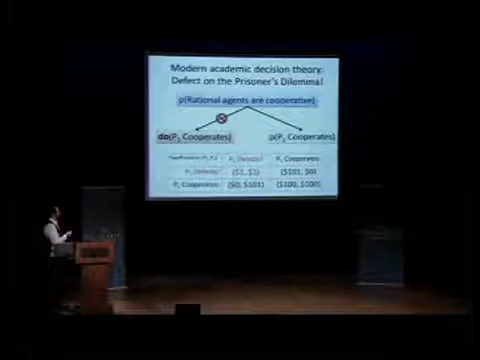 Modern academic decision theory:
Defect on the Prisoner's Dilemma!
p(Rational agents are cooperative)
do(P₁ Cooperates) p(P₂ Cooperates)
P₂ Defects P₂ Cooperates
P₁ Defects ($1, $1) ($101, $0)
P₁ Cooperates ($0, $101) ($100, $100)